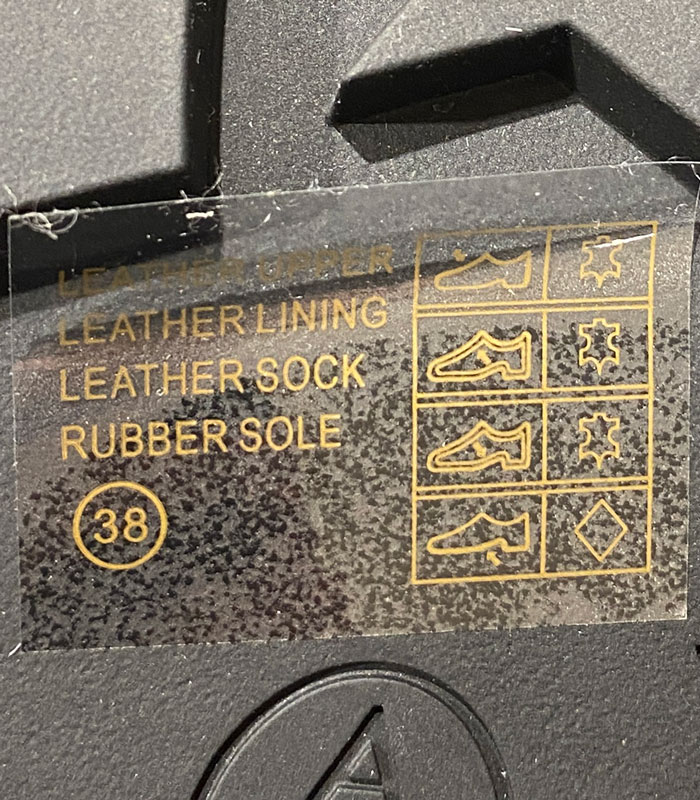 LEATHER UPPER
LEATHER LINING
LEATHER SOCK
RUBBER SOLE
38